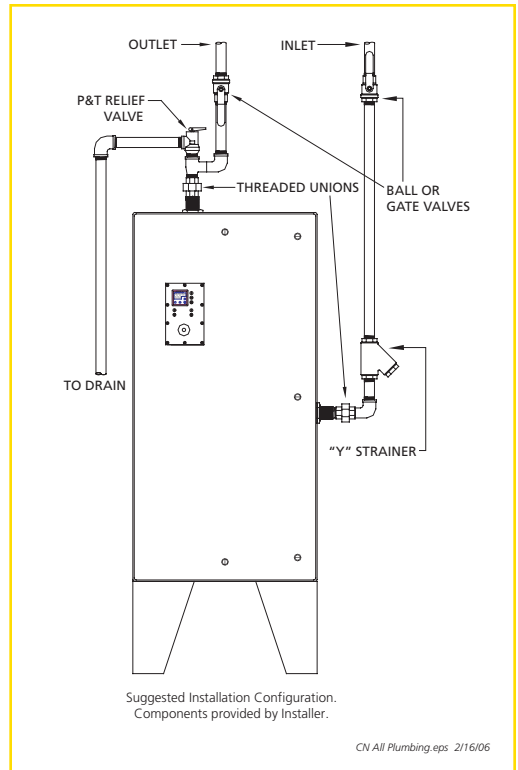 OUTLET
INLET
P&T RELIEF
VALVE
THREADED UNIONS
BALL OR
GATE VALVES
TO DRAIN
"Y" STRAINER
Suggested Installation Configuration.
Components provided by Installer.
CN All Plumbing.eps 2/16/06